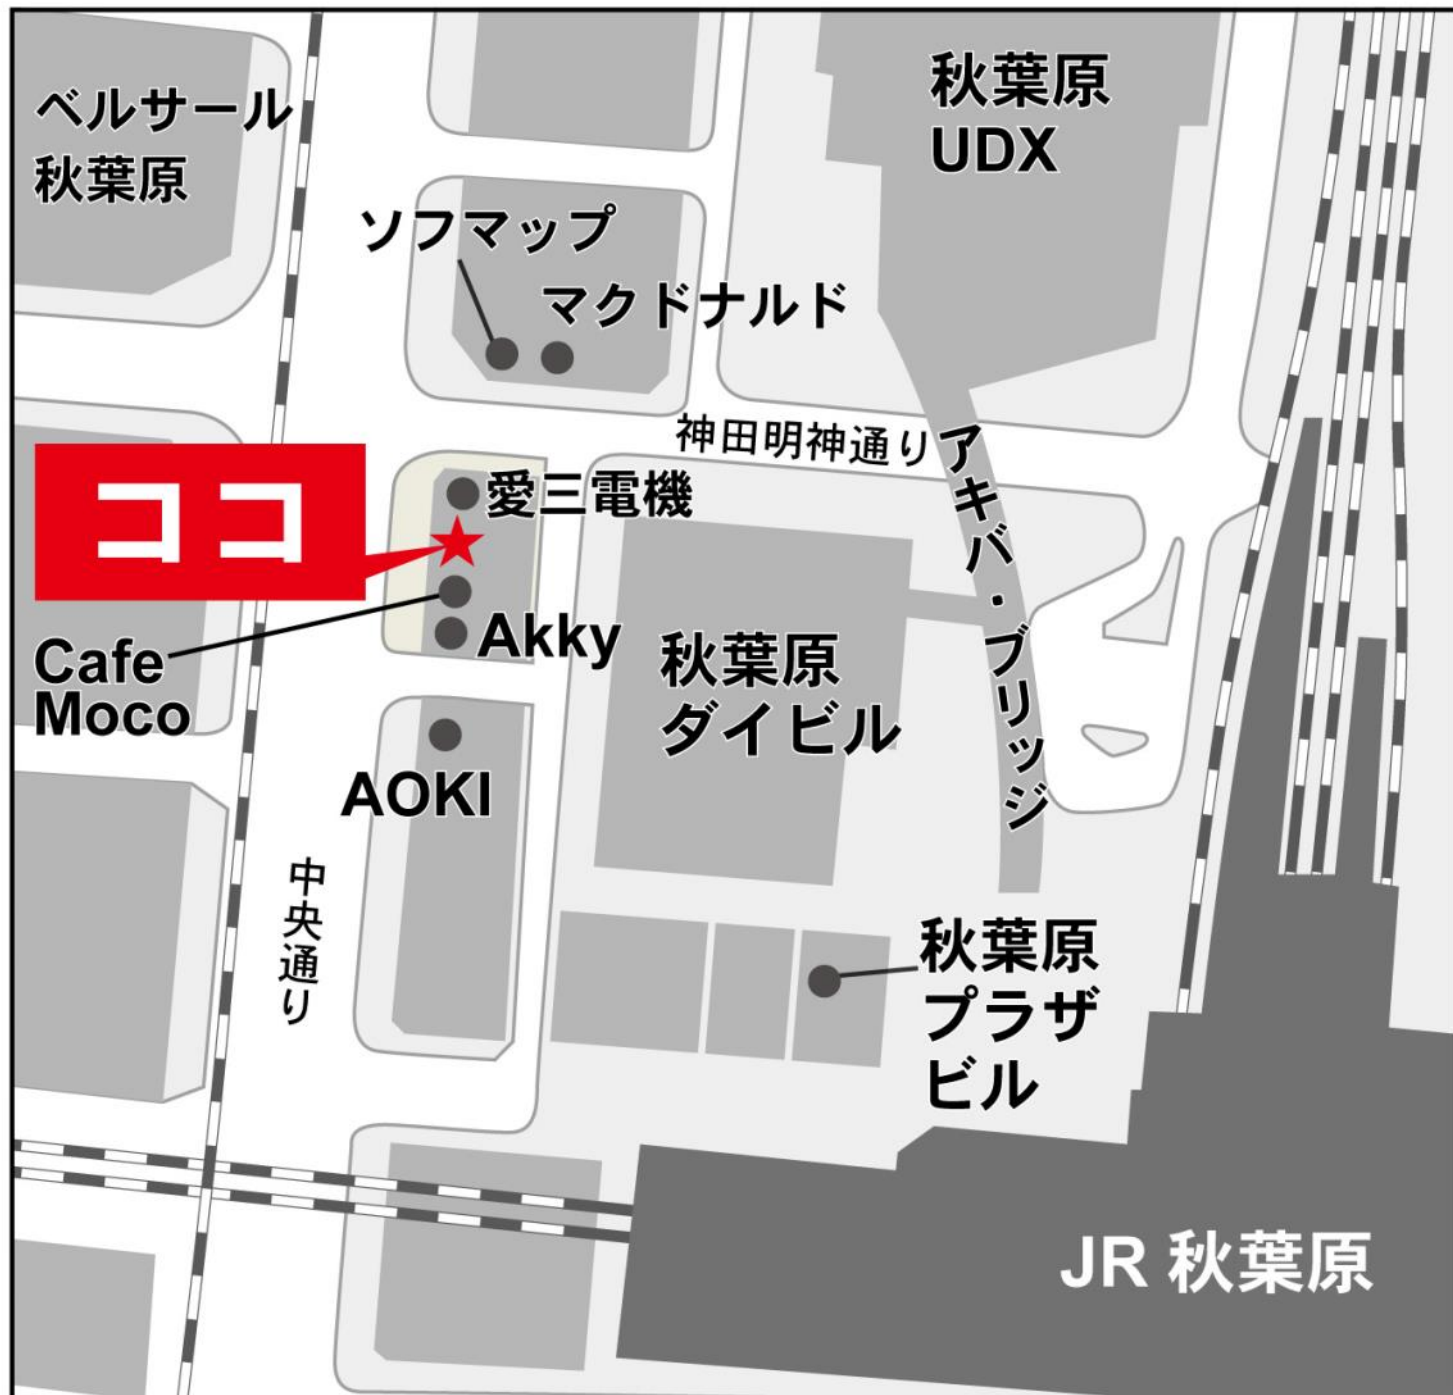 ベルサール
秋葉原
秋葉原
UDX
ソフマップ
マクドナルド
神田明神通り
アキバ・ブリッジ
ココ
愛三電機
Cafe
Moco
Akky
秋葉原
ダイビル
AOKI
中央通り
秋葉原
プラザ
ビル
JR 秋葉原